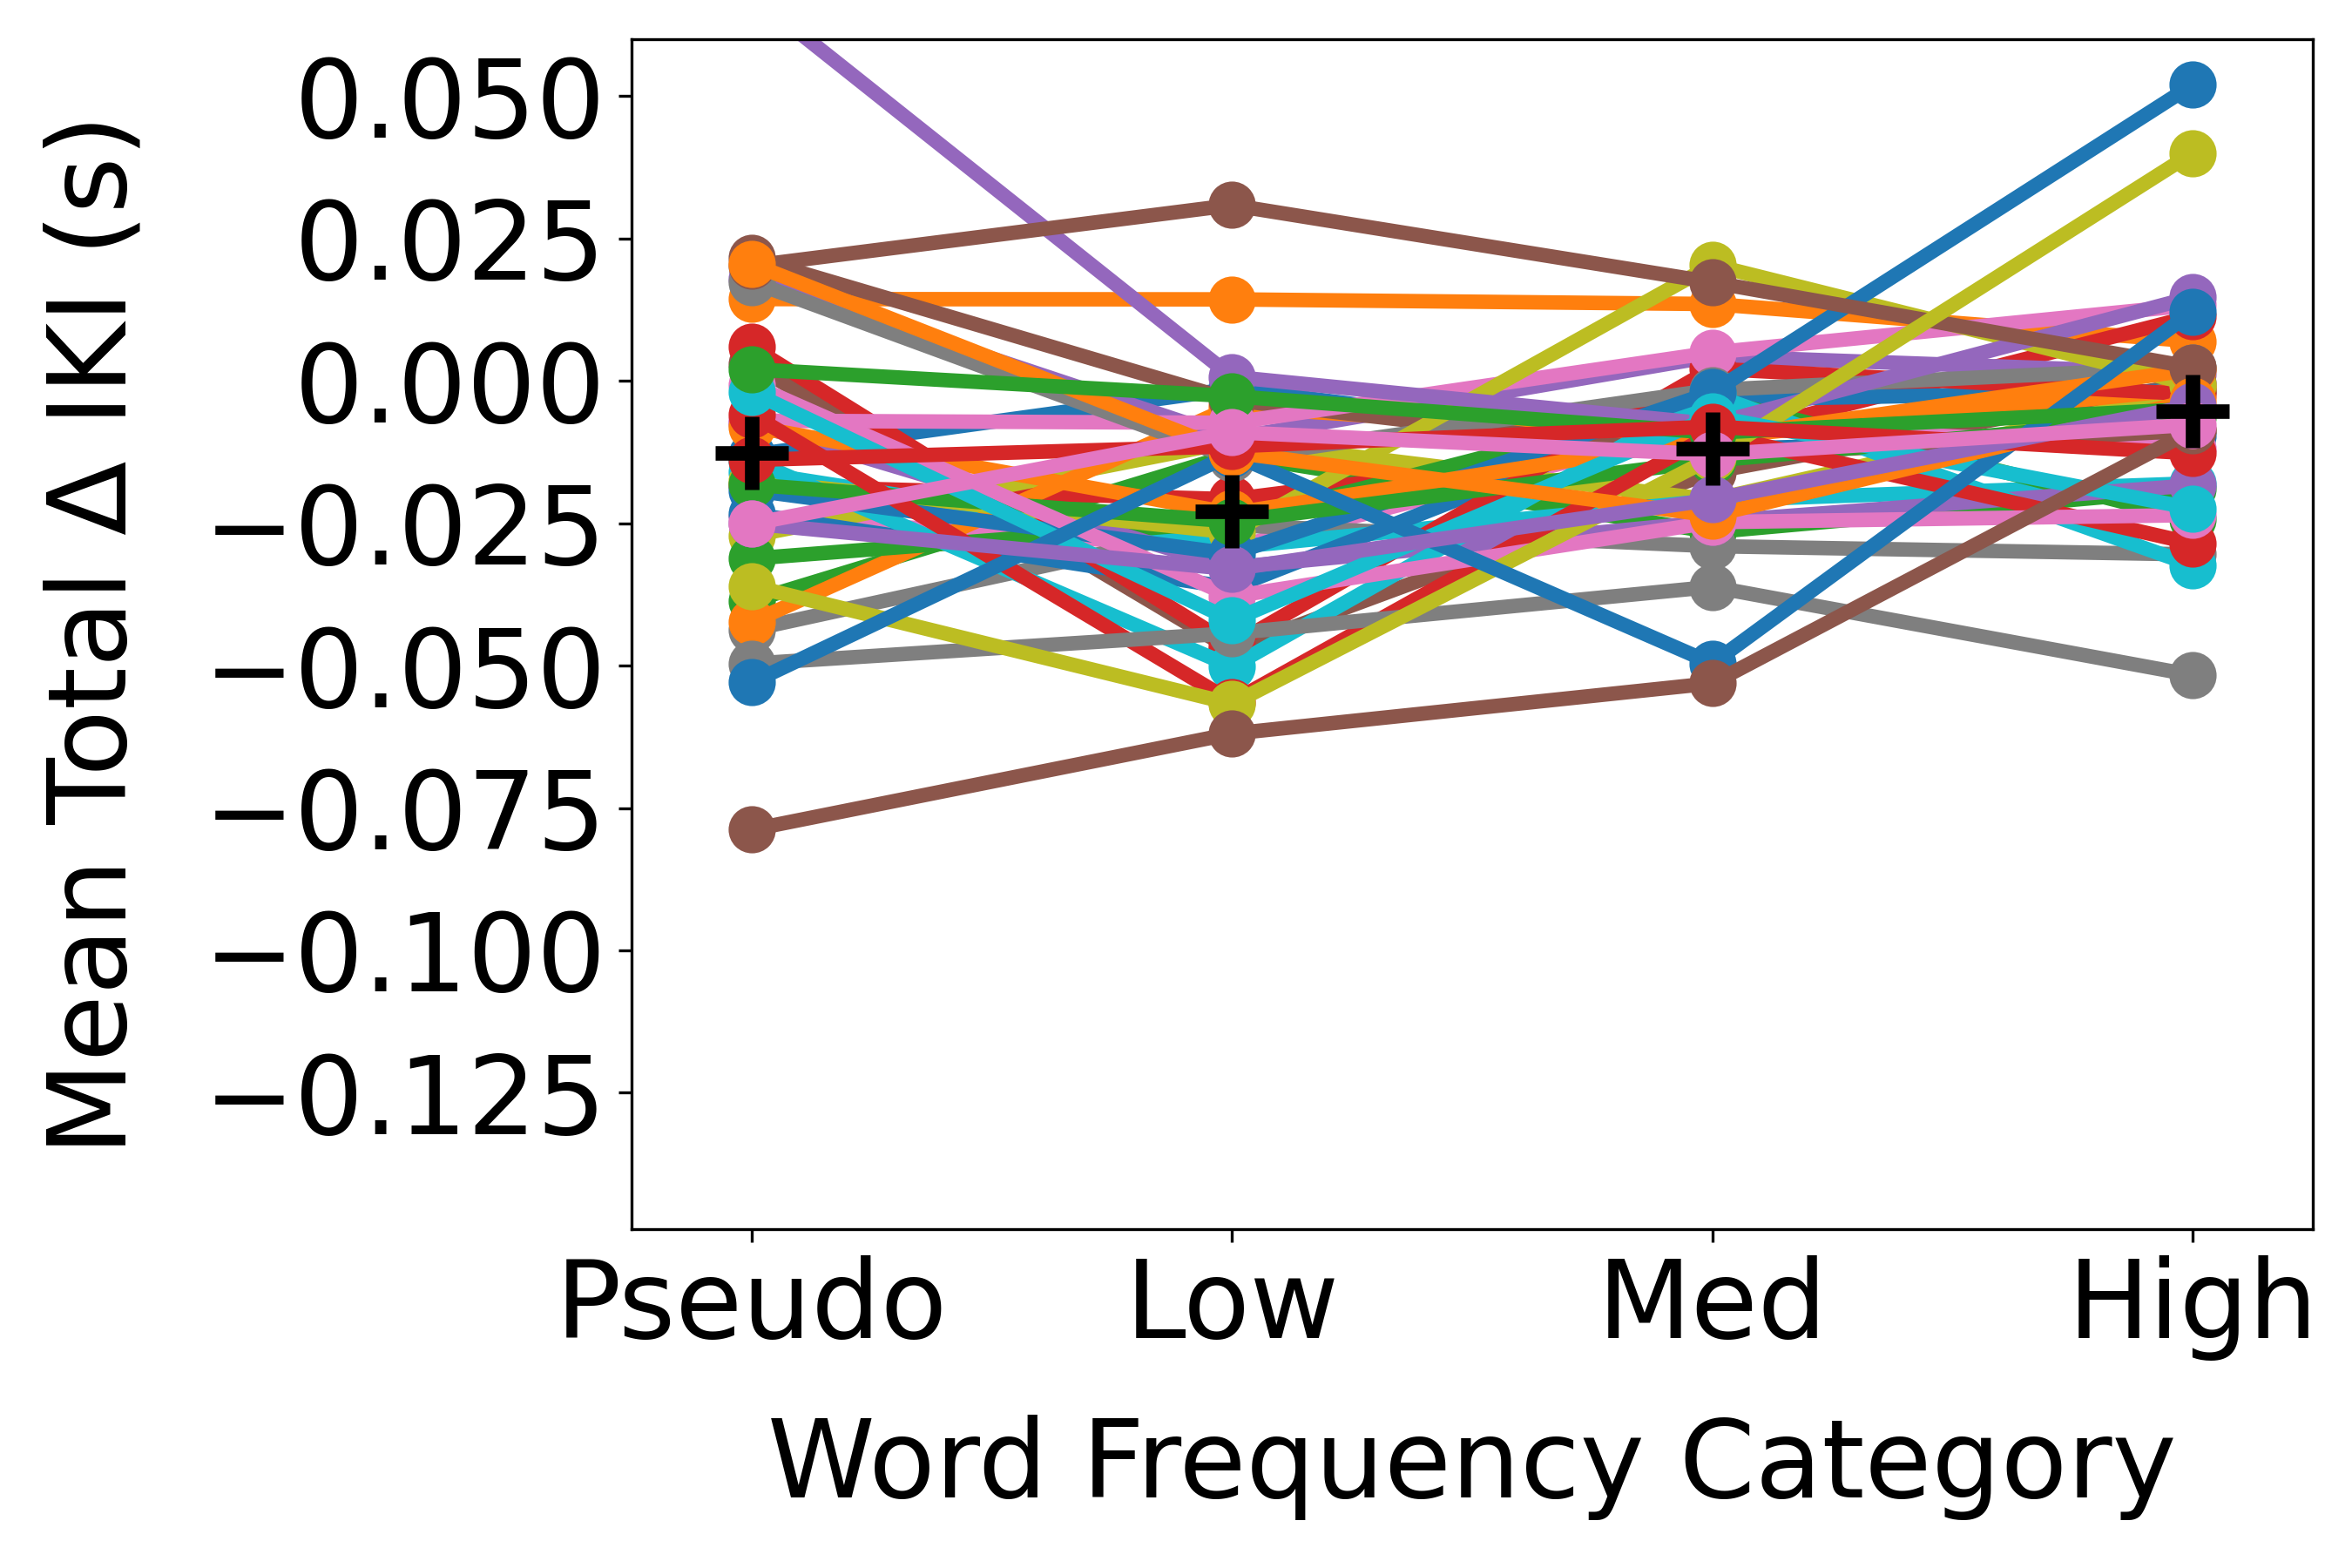 Mean Total Δ IKI (s)
0.050
0.025
0.000
−0.025
−0.050
−0.075
−0.100
−0.125
Pseudo Low Med High
Word Frequency Category